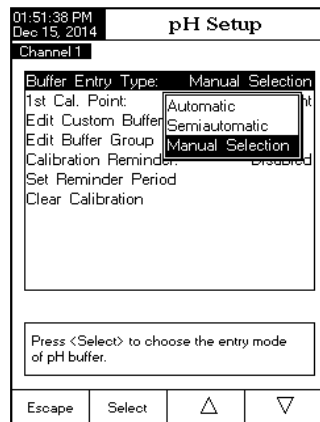 01:51:38 PM
Dec 15, 2014
pH Setup
Channel 1
Buffer Entry Type: Manual Selection
1st Cal. Point:
Automatic
Edit Custom Buffer
Semiautomatic
Edit Buffer Group
Manual Selection
Calibration Reminder: Disabled
Set Reminder Period
Clear Calibration
Press <Select> to choose the entry mode
of pH buffer.
Escape Select △ ▽